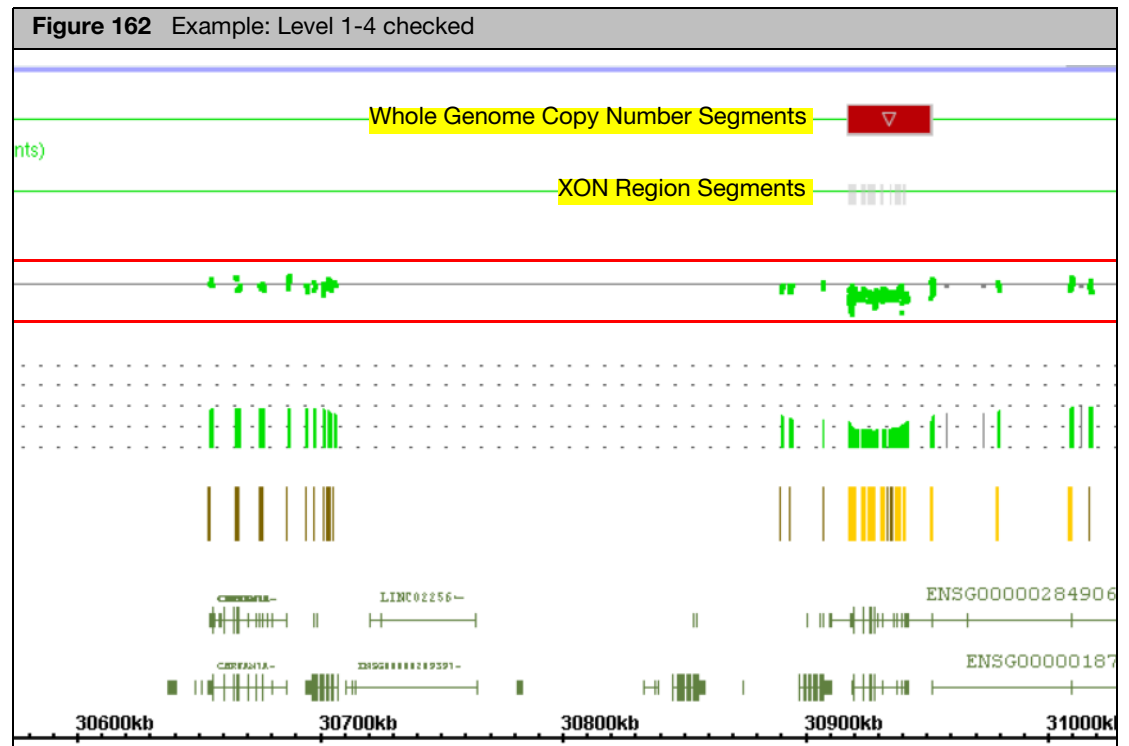 Figure 162 Example: Level 1-4 checked
Whole Genome Copy Number Segments
nts)
XON Region Segments
LINC02256-
ENSG00000284906
ENSG00000187
30600kb 30700kb 30800kb 30900kb 31000k